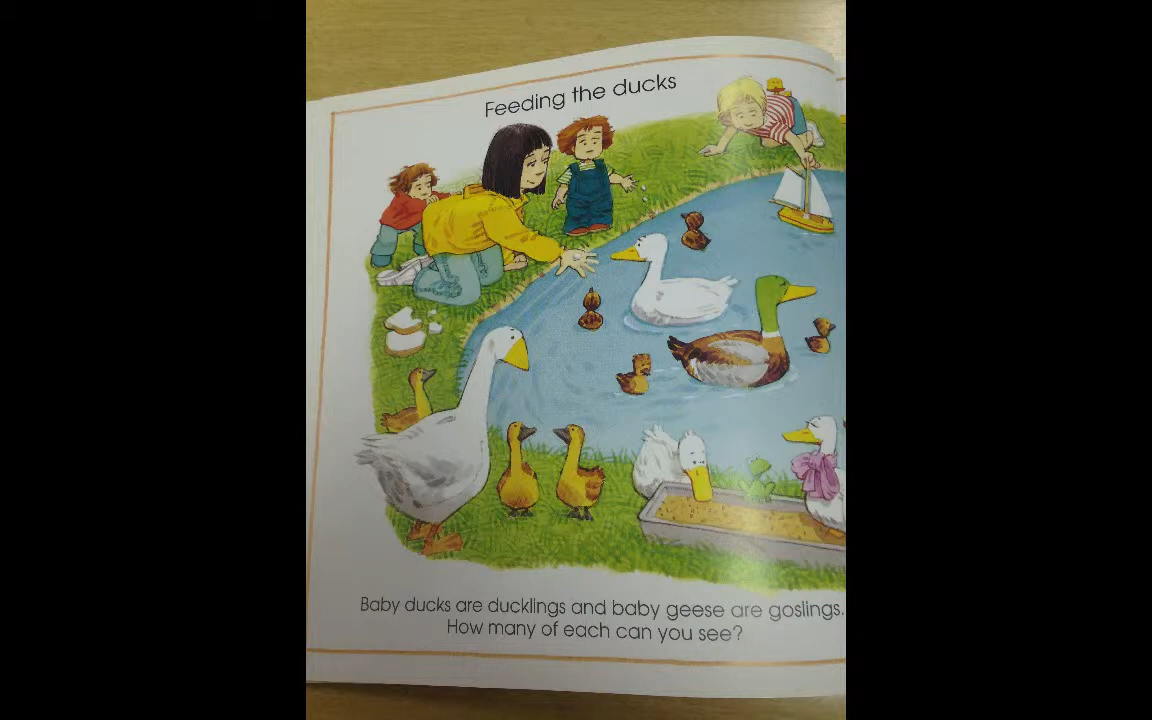 Feeding the ducks
Baby ducks are ducklings and baby geese are goslings.
How many of each can you see?